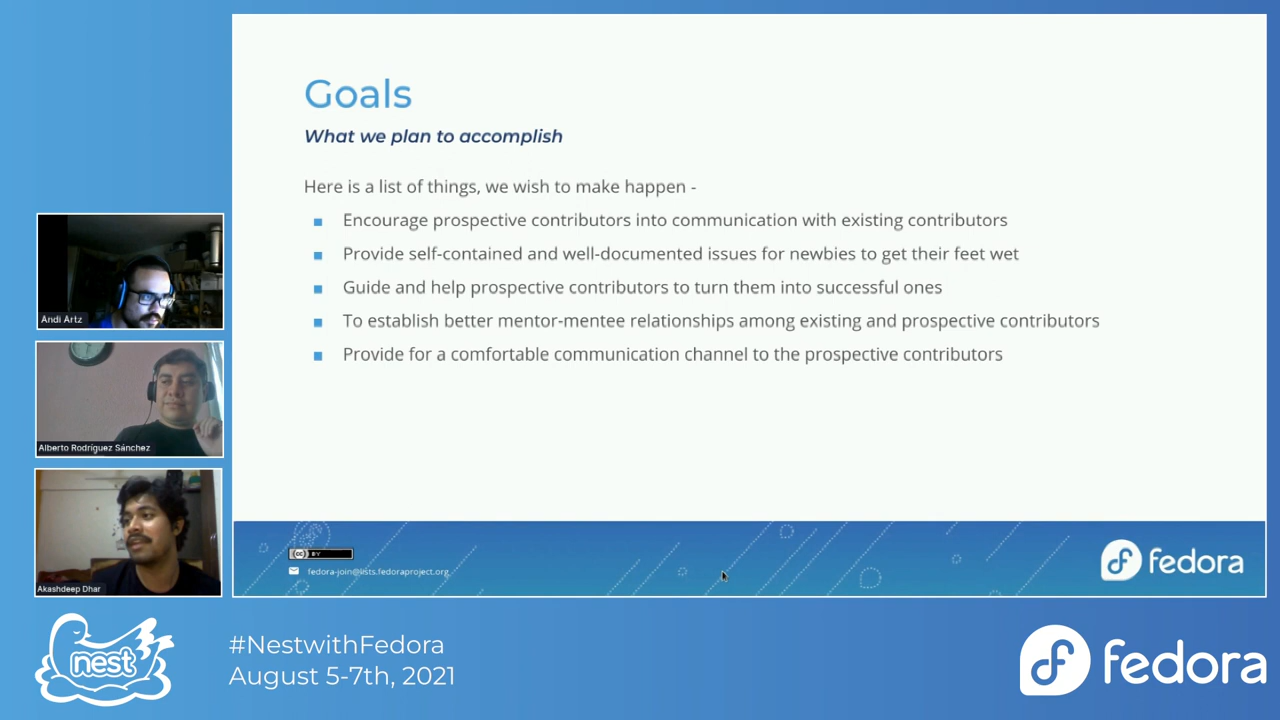 Goals
What we plan to accomplish
Here is a list of things, we wish to make happen -
Encourage prospective contributors into communication with existing contributors
Provide self-contained and well-documented issues for newbies to get their feet wet
Guide and help prospective contributors to turn them into successful ones
To establish better mentor-mentee relationships among existing and prospective contributors
Provide for a comfortable communication channel to the prospective contributors
Andi Artz
Alberto Rodríguez Sánchez
Akashdeep Dhar
(cc) BY
fedora-join@lists.fedoraproject.org
fedora
nest
#NestwithFedora
August 5-7th, 2021
fedora